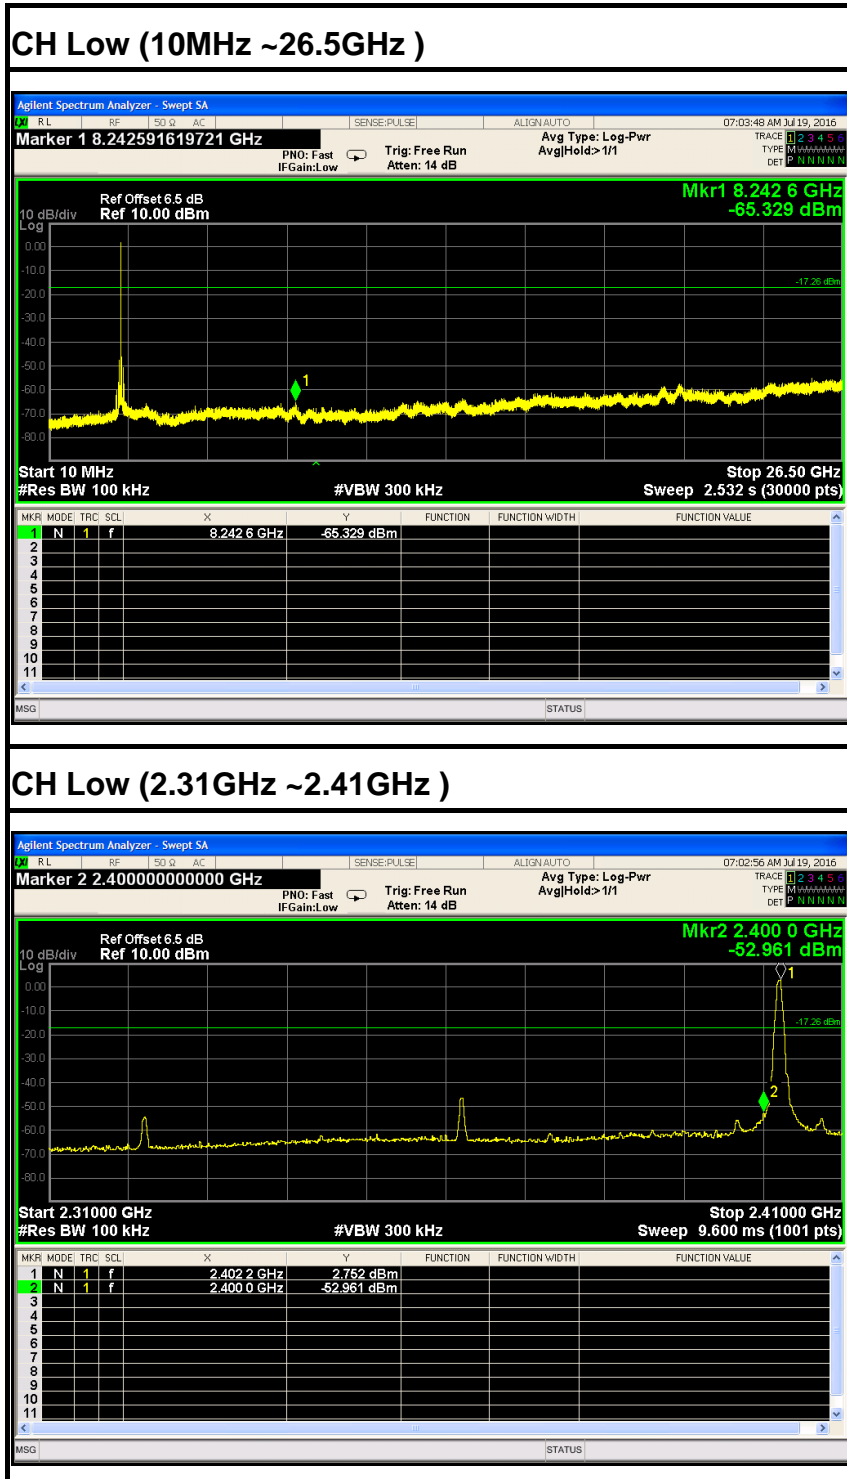 CH Low (10MHz ~26.5GHz )
Agilent Spectrum Analyzer - Swept SA
LXI RL RF 50 Ω AC SENSE:PULSE ALIGN AUTO 07:03:48 AM Jul 19, 2016
Marker 1 8.242591619721 GHz
PNO: Fast
IFGain:Low
Trig: Free Run
Atten: 14 dB
Avg Type: Log-Pwr
Avg|Hold:>1/1
TRACE 1 2 3 4 5 6
TYPE M
DET P N N N N N
Mkr1 8.242 6 GHz
-65.329 dBm
Ref Offset 6.5 dB
10 dB/div Ref 10.00 dBm
Log
0.00
-10.0
-17.26 dBm
-20.0
-30.0
-40.0
-50.0
1
-60.0
-70.0
-80.0
Start 10 MHz Stop 26.50 GHz
#Res BW 100 kHz #VBW 300 kHz Sweep 2.532 s (30000 pts)
MKR MODE TRC SCL X Y FUNCTION FUNCTION WIDTH FUNCTION VALUE
1 N 1 f 8.242 6 GHz -65.329 dBm
2
3
4
5
6
7
8
9
10
11
MSG STATUS
CH Low (2.31GHz ~2.41GHz )
Agilent Spectrum Analyzer - Swept SA
LXI RL RF 50 Ω AC SENSE:PULSE ALIGN AUTO 07:02:56 AM Jul 19, 2016
Marker 2 2.400000000000 GHz
PNO: Fast
IFGain:Low
Trig: Free Run
Atten: 14 dB
Avg Type: Log-Pwr
Avg|Hold:>1/1
TRACE 1 2 3 4 5 6
TYPE M
DET P N N N N N
Mkr2 2.400 0 GHz
-52.961 dBm
Ref Offset 6.5 dB
10 dB/div Ref 10.00 dBm
Log
1
0.00
-10.0
-17.26 dBm
-20.0
-30.0
-40.0
2
-50.0
-60.0
-70.0
-80.0
Start 2.31000 GHz Stop 2.41000 GHz
#Res BW 100 kHz #VBW 300 kHz Sweep 9.600 ms (1001 pts)
MKR MODE TRC SCL X Y FUNCTION FUNCTION WIDTH FUNCTION VALUE
1 N 1 f 2.402 2 GHz 2.752 dBm
2 N 1 f 2.400 0 GHz -52.961 dBm
3
4
5
6
7
8
9
10
11
MSG STATUS